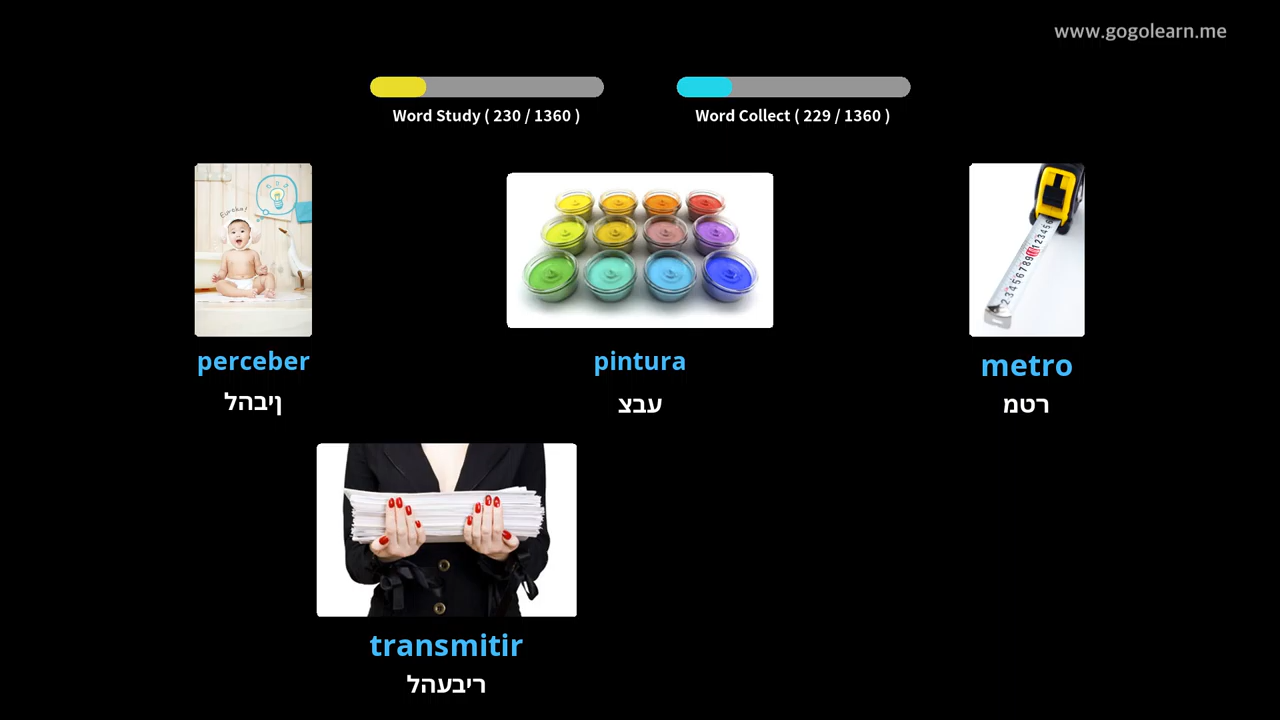 www.gogolearn.me
Word Study ( 230 / 1360 )
Word Collect ( 229 / 1360 )
Eureka!
perceber
ןיבהל
pintura
עבצ
metro
רטמ
transmitir
ריבעהל